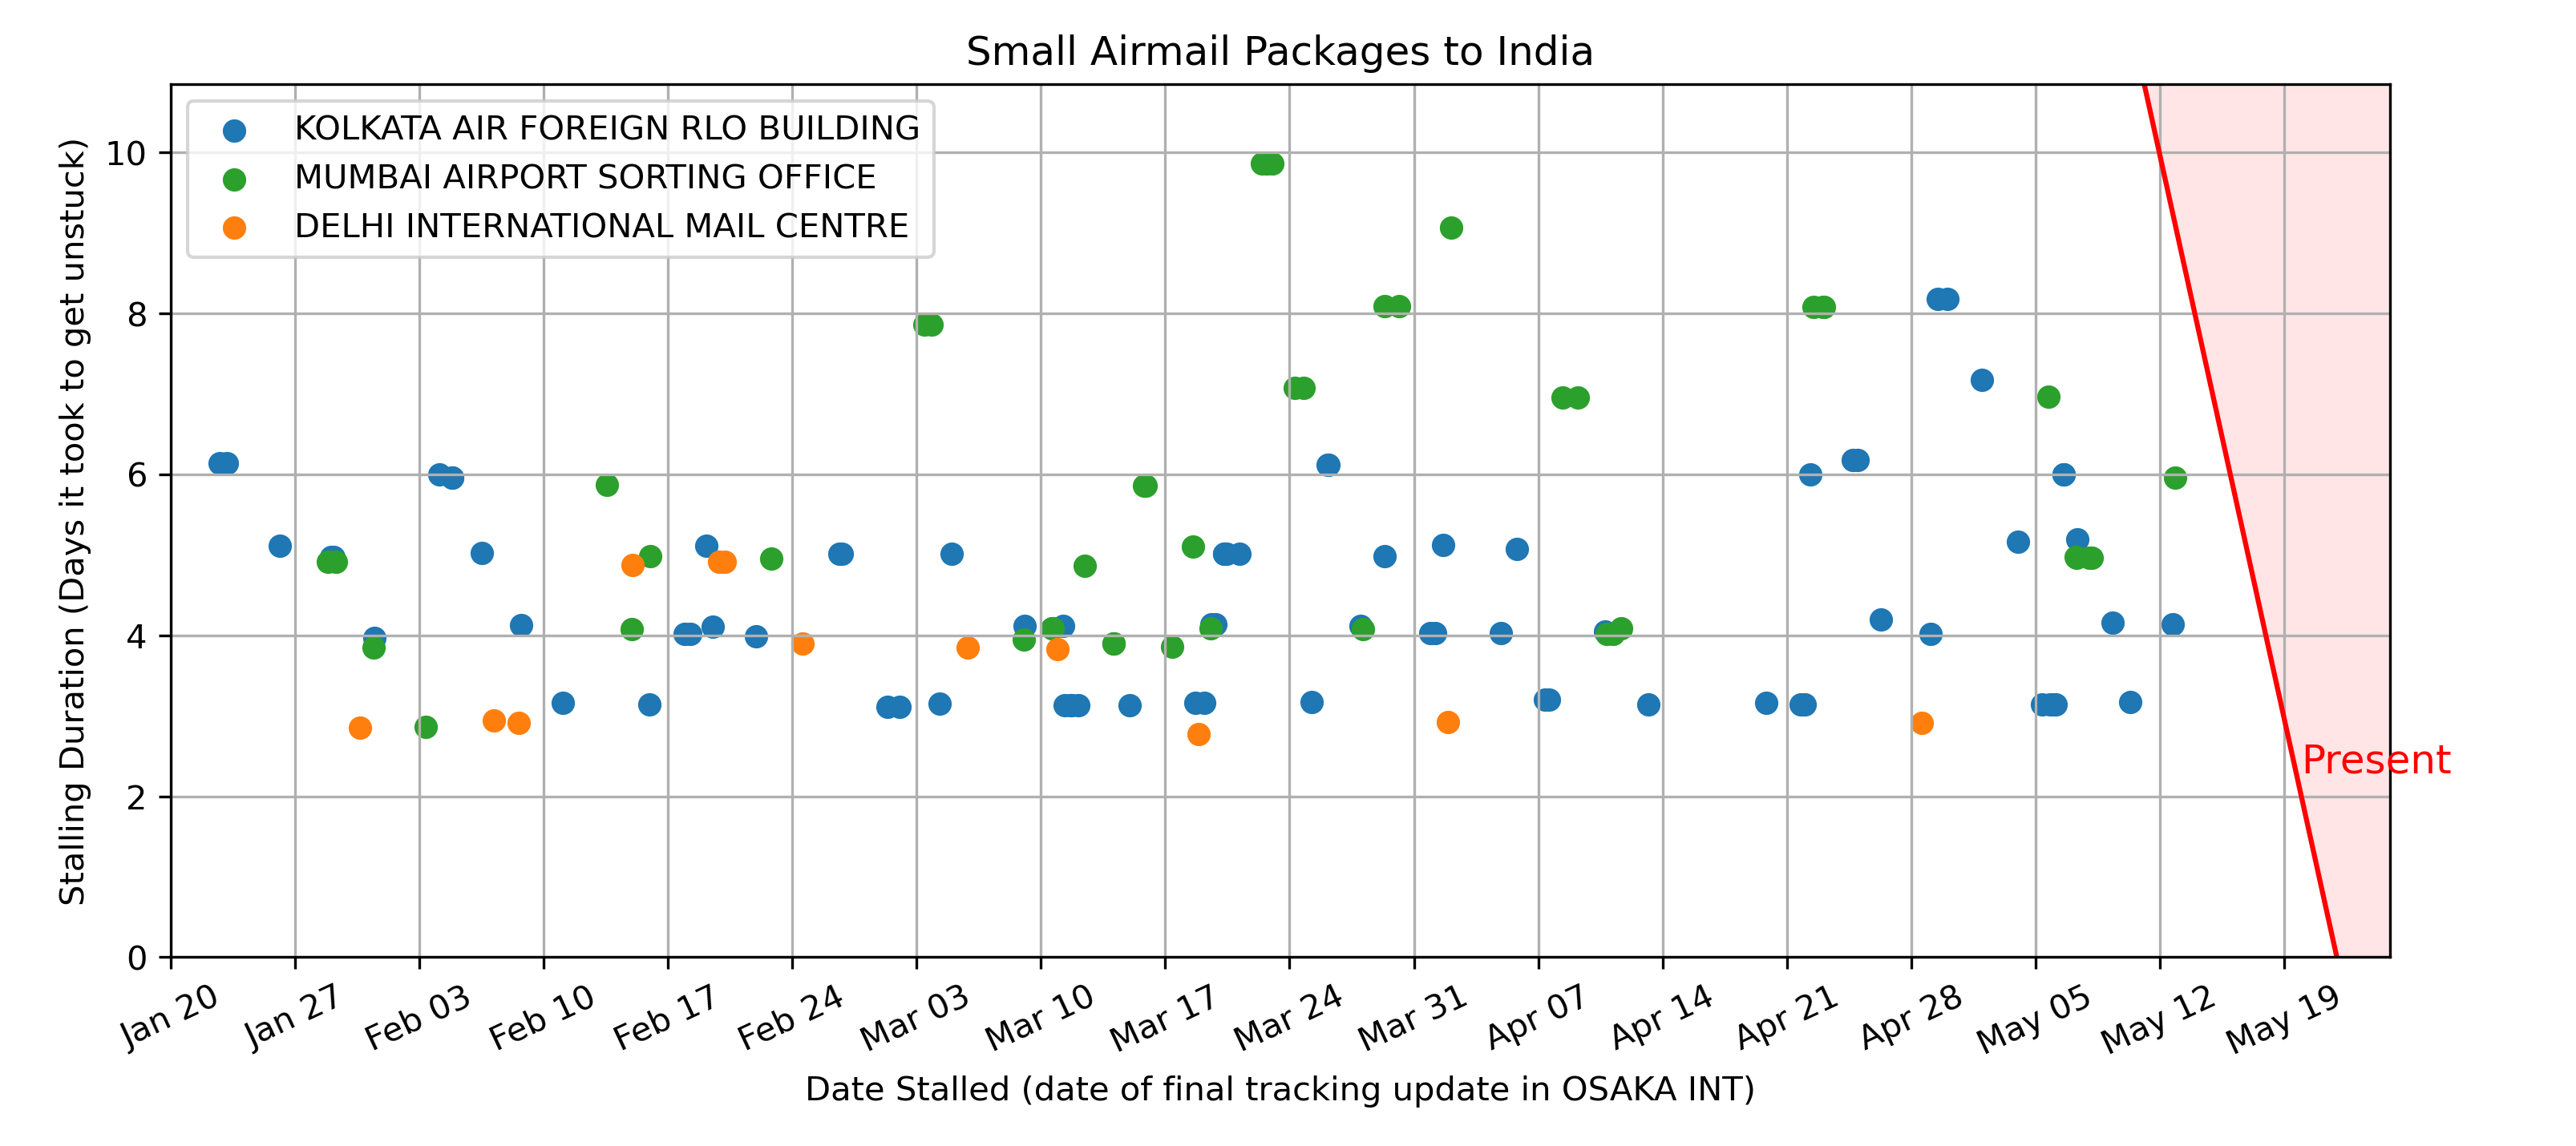 Small Airmail Packages to India
KOLKATA AIR FOREIGN RLO BUILDING
MUMBAI AIRPORT SORTING OFFICE
DELHI INTERNATIONAL MAIL CENTRE
Stalling Duration (Days it took to get unstuck)
10
8
6
4
2
0
Present
Jan 20
Jan 27
Feb 03
Feb 10
Feb 17
Feb 24
Mar 03
Mar 10
Mar 17
Mar 24
Mar 31
Apr 07
Apr 14
Apr 21
Apr 28
May 05
May 12
May 19
Date Stalled (date of final tracking update in OSAKA INT)